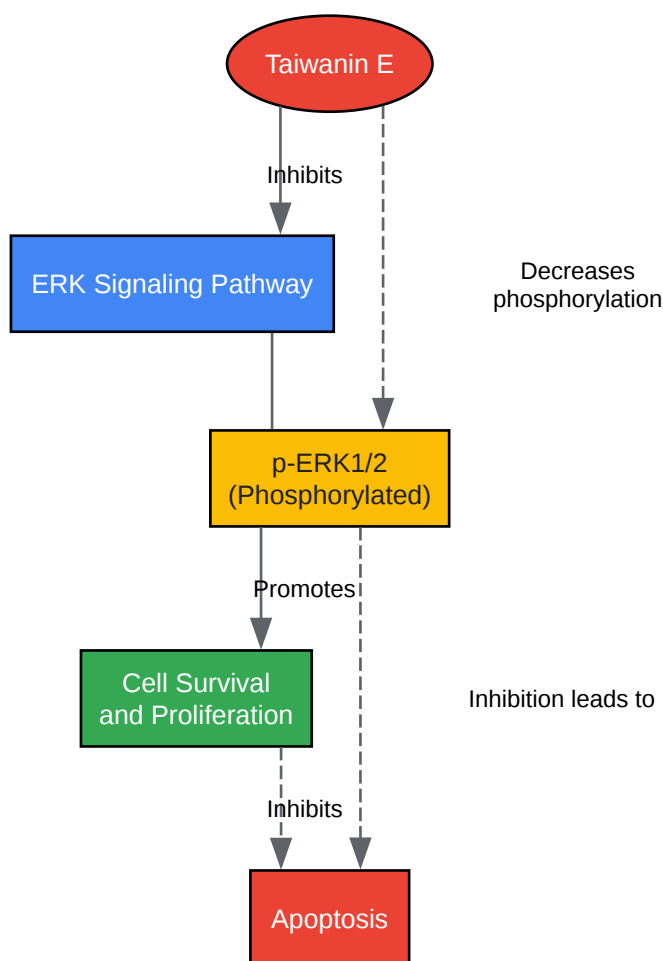 Taiwanin E
Inhibits
ERK Signaling Pathway
Decreases
phosphorylation
p-ERK1/2
(Phosphorylated)
Promotes
Cell Survival
and Proliferation
Inhibition leads to
Inhibits
Apoptosis